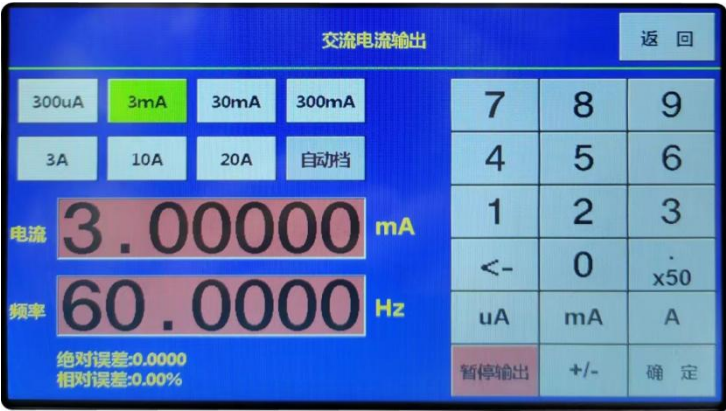 交流电流输出
返 回
300uA 3mA 30mA 300mA
3A 10A 20A 自动档
电流 3.00000 mA
频率 60.0000 Hz
绝对误差:0.0000
相对误差:0.00%
7 8 9
4 5 6
1 2 3
<- 0 . x50
uA mA A
暂停输出 +/- 确 定